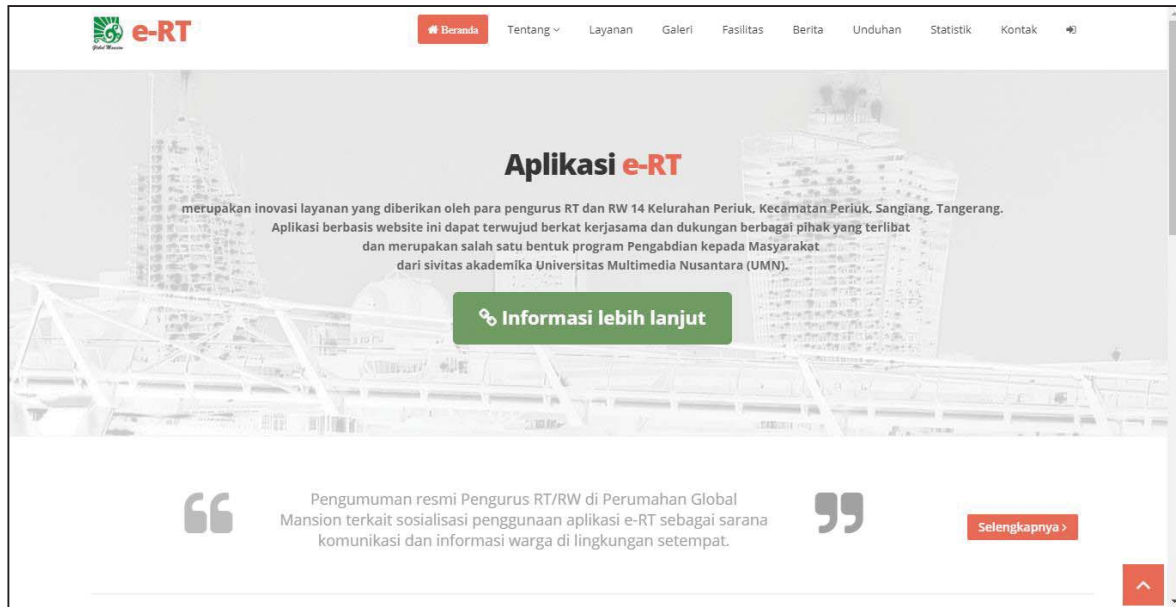 Global Mansion
e-RT
Beranda Tentang Layanan Galeri Fasilitas Berita Unduhan Statistik Kontak
Aplikasi e-RT
merupakan inovasi layanan yang diberikan oleh para pengurus RT dan RW 14 Kelurahan Periuk, Kecamatan Periuk, Sangiang, Tangerang.
Aplikasi berbasis website ini dapat terwujud berkat kerjasama dan dukungan berbagai pihak yang terlibat
dan merupakan salah satu bentuk program Pengabdian kepada Masyarakat
dari sivitas akademika Universitas Multimedia Nusantara (UMN).
Informasi lebih lanjut
Pengumuman resmi Pengurus RT/RW di Perumahan Global
Mansion terkait sosialisasi penggunaan aplikasi e-RT sebagai sarana
komunikasi dan informasi warga di lingkungan setempat.
Selengkapnya >